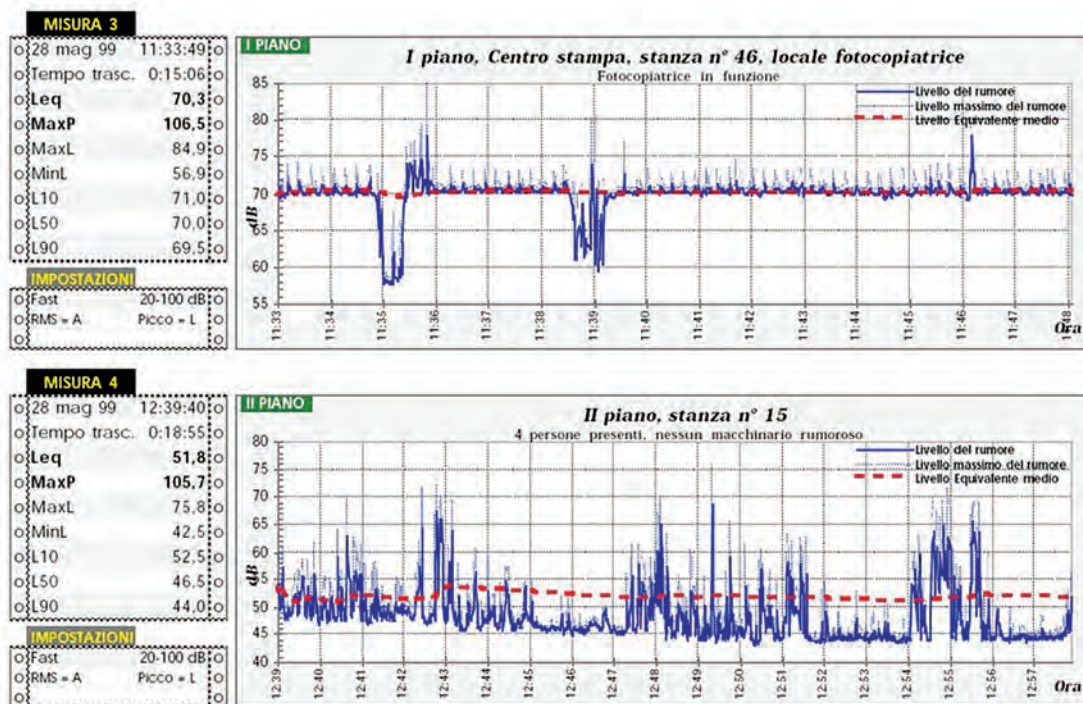 MISURA 3
28 mag 99 11:33:49
Tempo trasc. 0:15:06
Leq 70,3
MaxP 106,5
MaxL 84,9
MinL 56,9
L10 71,0
L50 70,0
L90 69,5
IMPOSTAZIONI
Fast 20-100 dB
RMS = A Picco = L
I PIANO
I piano, Centro stampa, stanza n° 46, locale fotocopiatrice
Fotocopiatrice in funzione
Livello del rumore
Livello massimo del rumore
Livello Equivalente medio
85
80
75
70
65
60
55
dB
11:33
11:34
11:35
11:36
11:37
11:38
11:39
11:40
11:41
11:42
11:43
11:44
11:45
11:46
11:47
11:48
Ora
MISURA 4
28 mag 99 12:39:40
Tempo trasc. 0:18:55
Leq 51,8
MaxP 105,7
MaxL 75,8
MinL 42,5
L10 52,5
L50 46,5
L90 44,0
IMPOSTAZIONI
Fast 20-100 dB
RMS = A Picco = L
II PIANO
II piano, stanza n° 15
4 persone presenti, nessun macchinario rumoroso
Livello del rumore
Livello massimo del rumore
Livello Equivalente medio
80
75
70
65
60
55
50
45
40
dB
12:39
12:40
12:41
12:42
12:43
12:44
12:45
12:46
12:47
12:48
12:49
12:50
12:51
12:52
12:53
12:54
12:55
12:56
12:57
Ora